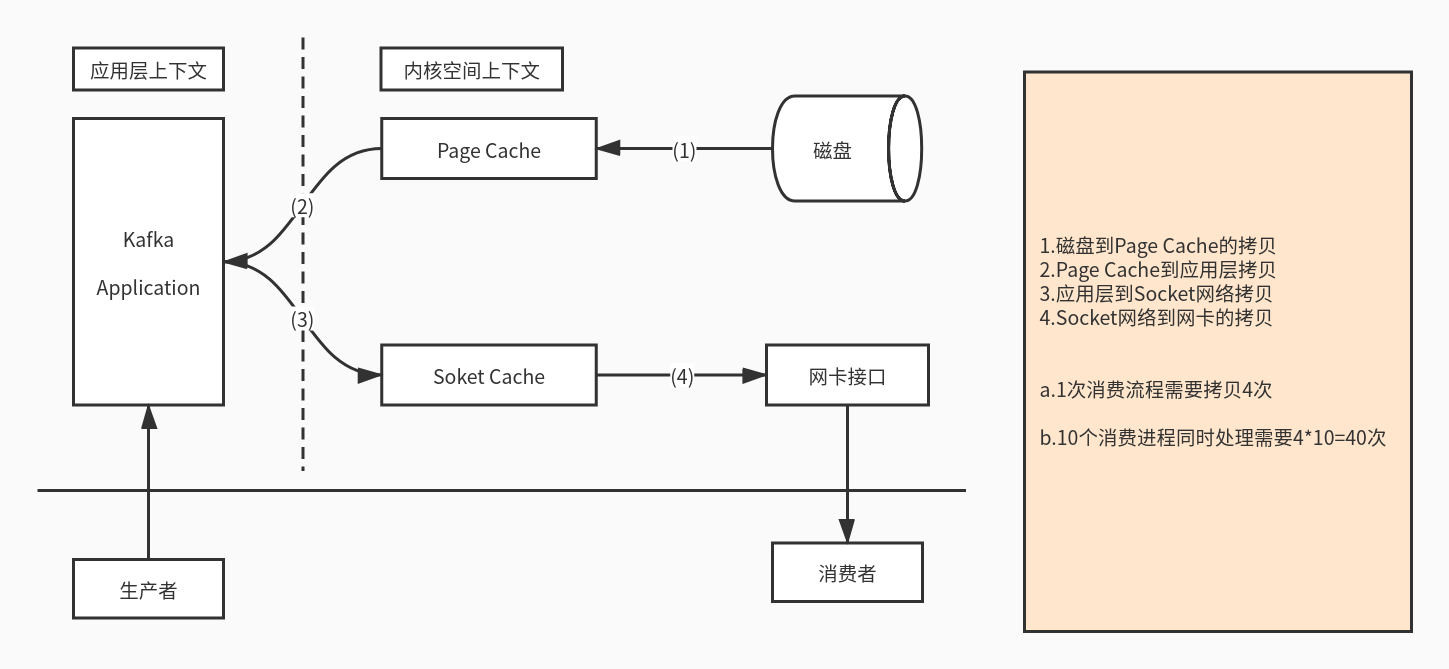 应用层上下文
内核空间上下文
Kafka
Application
Page Cache
(1)
磁盘
(2)
(3)
Soket Cache
(4)
网卡接口
生产者
消费者
1.磁盘到Page Cache的拷贝
2.Page Cache到应用层拷贝
3.应用层到Socket网络拷贝
4.Socket网络到网卡的拷贝
a.1次消费流程需要拷贝4次
b.10个消费进程同时处理需要4*10=40次